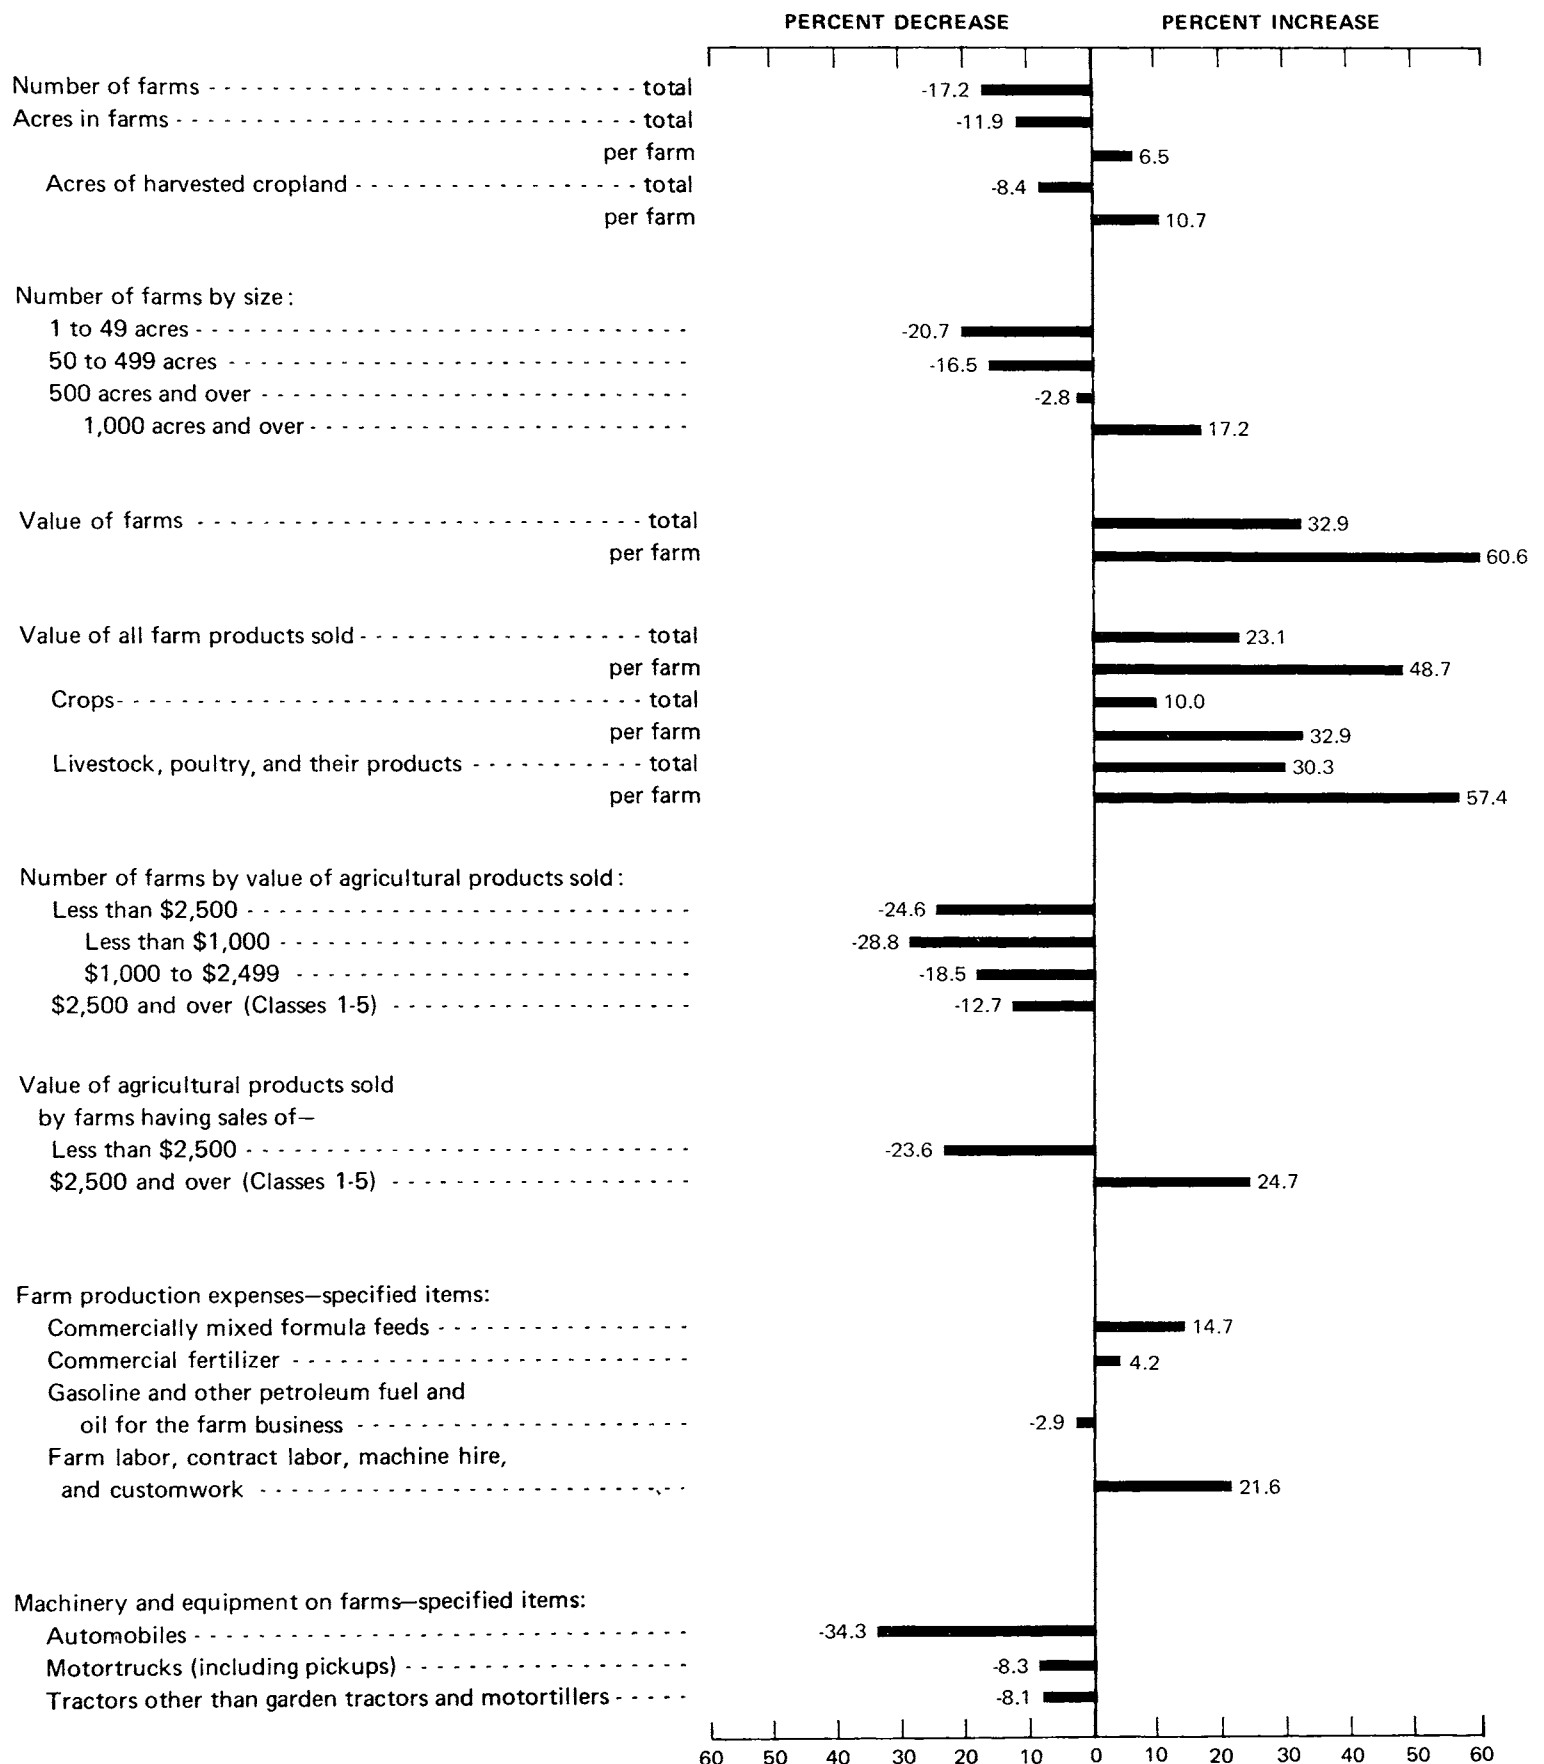 PERCENT DECREASE PERCENT INCREASE
Number of farms total -17.2
Acres in farms total -11.9
per farm 6.5
Acres of harvested cropland total -8.4
per farm 10.7
Number of farms by size:
1 to 49 acres -20.7
50 to 499 acres -16.5
500 acres and over -2.8
1,000 acres and over 17.2
Value of farms total 32.9
per farm 60.6
Value of all farm products sold total 23.1
per farm 48.7
Crops total 10.0
per farm 32.9
Livestock, poultry, and their products total 30.3
per farm 57.4
Number of farms by value of agricultural products sold:
Less than $2,500 -24.6
Less than $1,000 -28.8
$1,000 to $2,499 -18.5
$2,500 and over (Classes 1-5) -12.7
Value of agricultural products sold
by farms having sales of—
Less than $2,500 -23.6
$2,500 and over (Classes 1-5) 24.7
Farm production expenses—specified items:
Commercially mixed formula feeds 14.7
Commercial fertilizer 4.2
Gasoline and other petroleum fuel and
oil for the farm business -2.9
Farm labor, contract labor, machine hire,
and customwork 21.6
Machinery and equipment on farms—specified items:
Automobiles -34.3
Motortrucks (including pickups) -8.3
Tractors other than garden tractors and motortillers -8.1
60 50 40 30 20 10 0 10 20 30 40 50 60